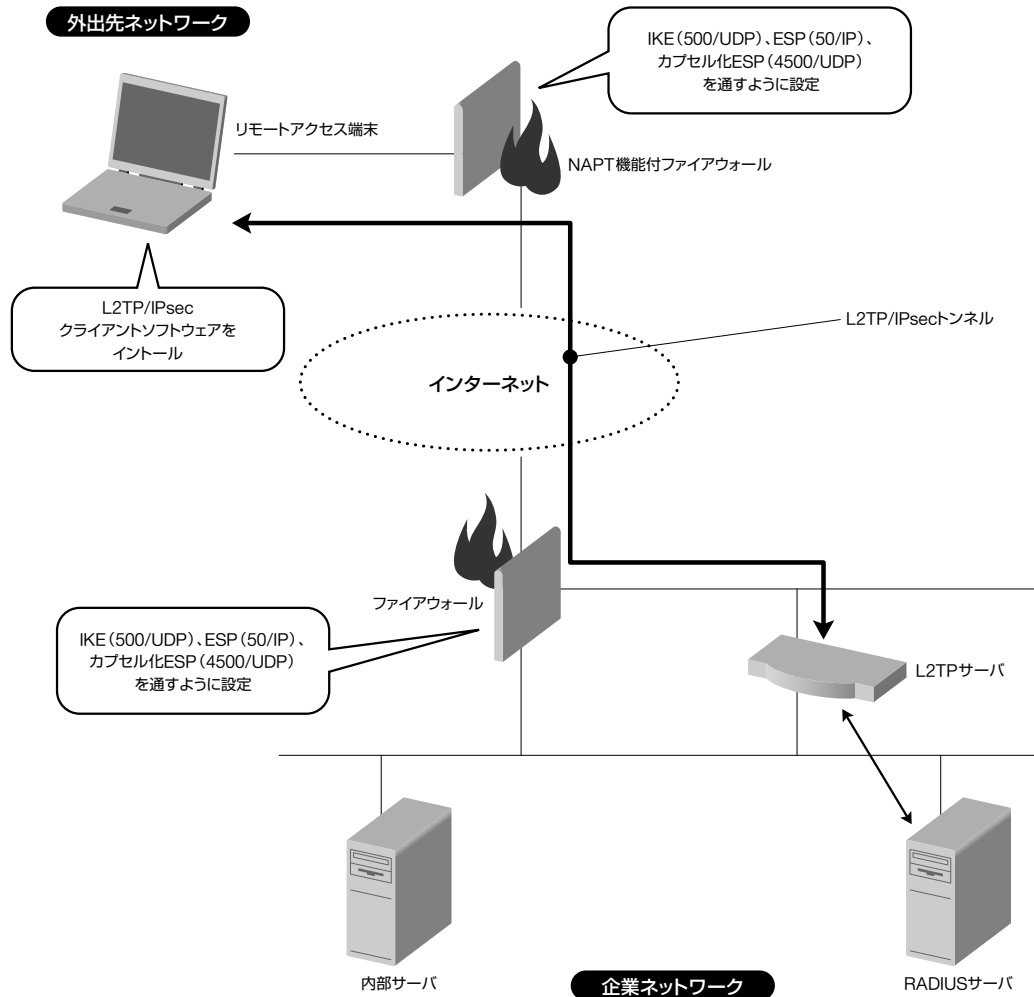 外出先ネットワーク
IKE（500/UDP）、ESP（50/IP）、
カプセル化ESP（4500/UDP）
を通すように設定
リモートアクセス端末
NAPT機能付ファイアウォール
L2TP/IPsec
クライアントソフトウェアを
イントール
L2TP/IPsecトンネル
インターネット
ファイアウォール
IKE（500/UDP）、ESP（50/IP）、
カプセル化ESP（4500/UDP）
を通すように設定
L2TPサーバ
内部サーバ
企業ネットワーク
RADIUSサーバ